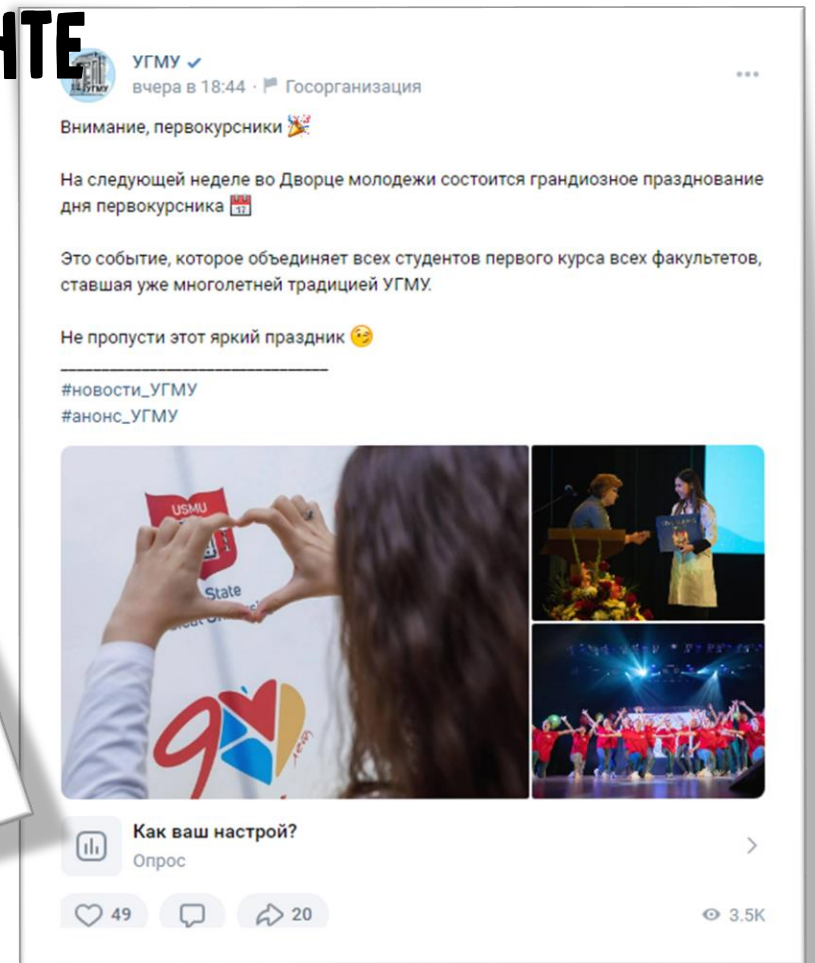 НТЕ
УГМУ
вчера в 18:44 · Госорганизация
Внимание, первокурсники 🎉
На следующей неделе во Дворце молодежи состоится грандиозное празднование
дня первокурсника 📅
Это событие, которое объединяет всех студентов первого курса всех факультетов,
ставшая уже многолетней традицией УГМУ.
Не пропусти этот яркий праздник 😉
#новости_УГМУ
#анонс_УГМУ
USMU
State
90
лет
Как ваш настрой?
Опрос
49
20
3.5K